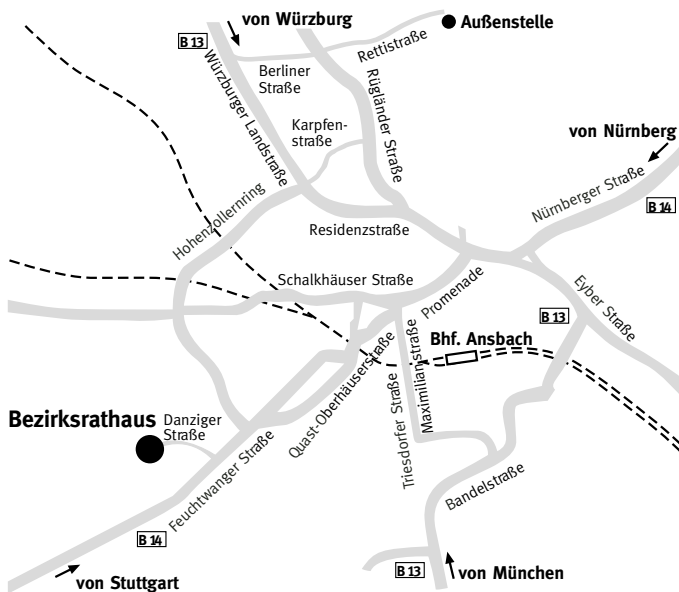 von Würzburg
B 13
Außenstelle
Rettistraße
Berliner
Straße
Würzburger Landstraße
Rügländer Straße
Karpfen-
straße
von Nürnberg
Nürnberger Straße
B 14
Hohenzollernring
Residenzstraße
Schalkhäuser Straße
Promenade
Eyber Straße
B 13
Bhf. Ansbach
Maximilianstraße
Quast-Oberhäuserstraße
Triesdorfer Straße
Bezirksrathaus
Danziger
Straße
Feuchtwanger Straße
Bandelstraße
B 14
von Stuttgart
B 13
von München